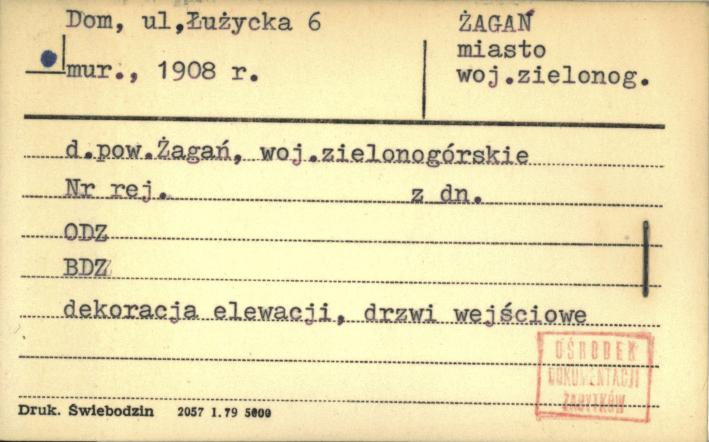 Dom, ul,Łużycka 6
mur., 1908 r.
ŻAGAŃ
miasto
woj.zielonog.
d.pow.Żagań, woj.zielonogórskie
Nr rej. z dn.
ODZ
BDZ
dekoracja elewacji, drzwi wejściowe
OŚRODEK
DOKUMENTACJI
ZABYTKÓW
Druk. Świebodzin 2057 1.79 5000